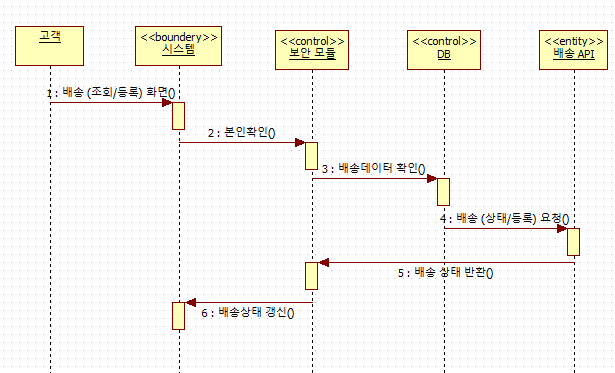 고객
<<boundery>>
시스템
<<control>>
보안 모듈
<<control>>
DB
<<entity>>
배송 API
1 : 배송 (조회/등록) 화면()
2 : 본인확인()
3 : 배송데이터 확인()
4 : 배송 (상태/등록) 요청()
5 : 배송 상태 반환()
6 : 배송상태 갱신()